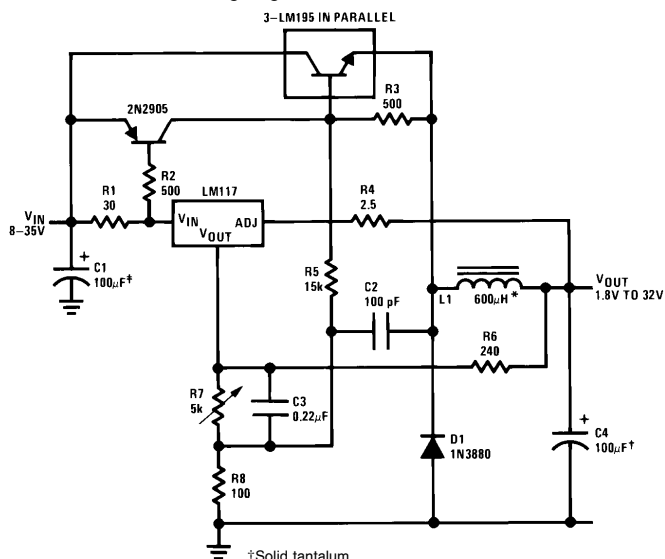 3–LM195 IN PARALLEL
R3
500
2N2905
R2
500
LM117
R1
30
VIN
8–35V
VIN
ADJ
VOUT
R4
2.5
C1
100μF‡
R5
15k
C2
100 pF
L1
600μH*
VOUT
1.8V TO 32V
R6
240
R7
5k
C3
0.22μF
D1
1N3880
C4
100μF†
R8
100
†Solid tantalum